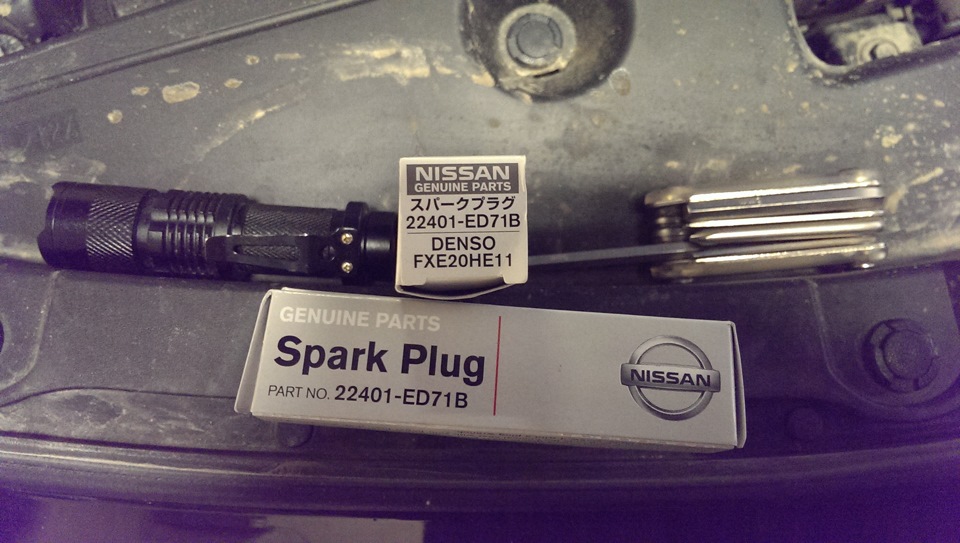 NISSAN
GENUINE PARTS
スパークプラグ
22401-ED71B
DENSO
FXE20HE11
GENUINE PARTS
Spark Plug
PART NO. 22401-ED71B
NISSAN